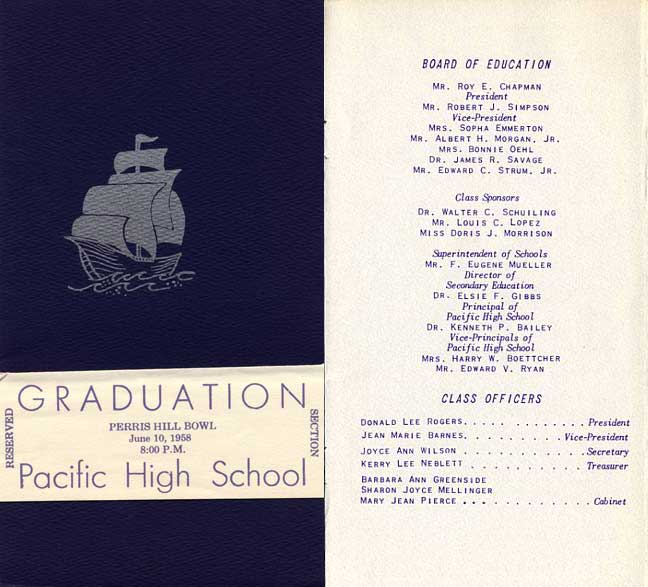 GRADUATION
PERRIS HILL BOWL
June 10, 1958
8:00 P.M.
RESERVED
SECTION
Pacific High School
BOARD OF EDUCATION
MR. ROY E. CHAPMAN
President
MR. ROBERT J. SIMPSON
Vice-President
MRS. SOPHA EMMERTON
MR. ALBERT H. MORGAN, JR.
MRS. BONNIE OEHL
DR. JAMES R. SAVAGE
MR. EDWARD C. STRUM, JR.
Class Sponsors
DR. WALTER C. SCHUILING
MR. LOUIS C. LOPEZ
MISS DORIS J. MORRISON
Superintendent of Schools
MR. F. EUGENE MUELLER
Director of
Secondary Education
DR. ELSIE F. GIBBS
Principal of
Pacific High School
DR. KENNETH P. BAILEY
Vice-Principals of
Pacific High School
MRS. HARRY W. BOETTCHER
MR. EDWARD V. RYAN
CLASS OFFICERS
DONALD LEE ROGERS. . . . . . . . . . . . . President
JEAN MARIE BARNES. . . . . . . . . . Vice-President
JOYCE ANN WILSON . . . . . . . . . . . . . Secretary
KERRY LEE NEBLETT . . . . . . . . . . . . Treasurer
BARBARA ANN GREENSIDE
SHARON JOYCE MELLINGER
MARY JEAN PIERCE . . . . . . . . . . . . . Cabinet